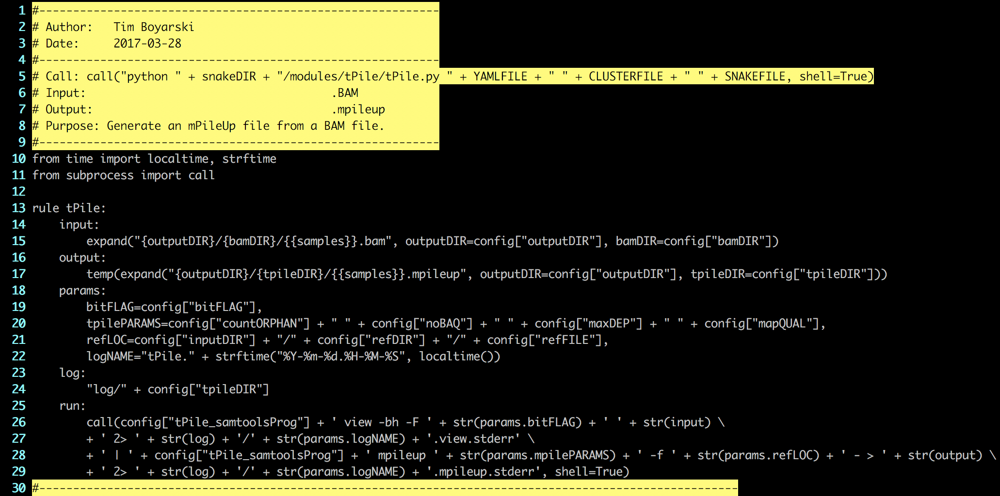 1 #-----------------------------------------------------------
2 # Author:   Tim Boyarski
3 # Date:     2017-03-28
4 #-----------------------------------------------------------
5 # Call: call("python " + snakeDIR + "/modules/tPile/tPile.py " + YAMLFILE + " " + CLUSTERFILE + " " + SNAKEFILE, shell=True)
6 # Input:                                    .BAM
7 # Output:                                   .mpileup
8 # Purpose: Generate an mPileUp file from a BAM file.
9 #-----------------------------------------------------------
10 from time import localtime, strftime
11 from subprocess import call
12
13 rule tPile:
14     input:
15         expand("{outputDIR}/{bamDIR}/{{samples}}.bam", outputDIR=config["outputDIR"], bamDIR=config["bamDIR"])
16     output:
17         temp(expand("{outputDIR}/{tpileDIR}/{{samples}}.mpileup", outputDIR=config["outputDIR"], tpileDIR=config["tpileDIR"]))
18     params:
19         bitFLAG=config["bitFLAG"],
20         tpilePARAMS=config["countORPHAN"] + " " + config["noBAQ"] + " " + config["maxDEP"] + " " + config["mapQUAL"],
21         refLOC=config["inputDIR"] + "/" + config["refDIR"] + "/" + config["refFILE"],
22         logNAME="tPile." + strftime("%Y-%m-%d.%H-%M-%S", localtime())
23     log:
24         "log/" + config["tpileDIR"]
25     run:
26         call(config["tPile_samtoolsProg"] + ' view -bh -F ' + str(params.bitFLAG) + ' ' + str(input) \
27         + ' 2> ' + str(log) + '/' + str(params.logNAME) + '.view.stderr' \
28         + ' | ' + config["tPile_samtoolsProg"] + ' mpileup ' + str(params.mpilePARAMS) + ' -f ' + str(params.refLOC) + ' - > ' + str(output) \
29         + ' 2> ' + str(log) + '/' + str(params.logNAME) + '.mpileup.stderr', shell=True)
30 #-------------------------------------------------------------------------------------------------------